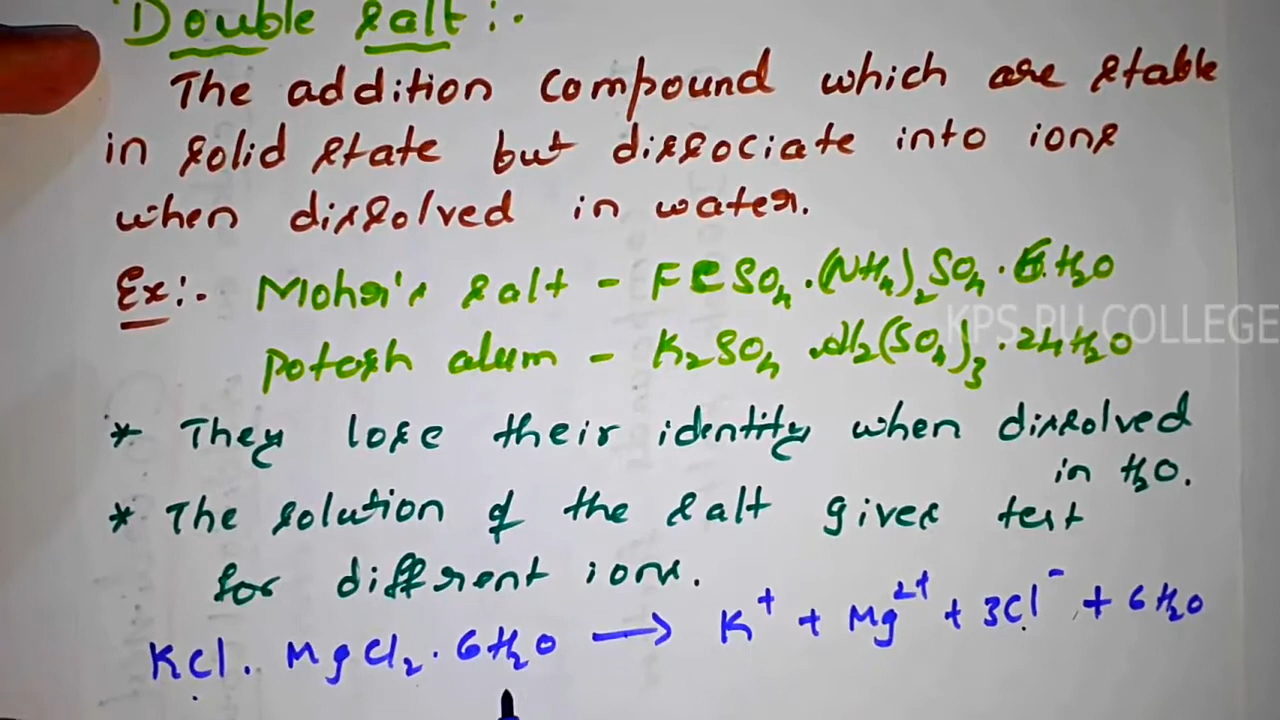 Double Salt :-
The addition compound which are stable
in solid state but dissociate into ions
when dissolved in water.
Ex:- Mohr's salt - FeSO₄.(NH₄)₂SO₄.6H₂O
KPS PU COLLEGE
Potash alum - K₂SO₄.Al₂(SO₄)₃.24H₂O
* They lose their identity when dissolved
in H₂O.
* The solution of the salt gives test
for different ions.
KCl. MgCl₂.6H₂O → K⁺ + Mg²⁺ + 3Cl⁻ + 6H₂O